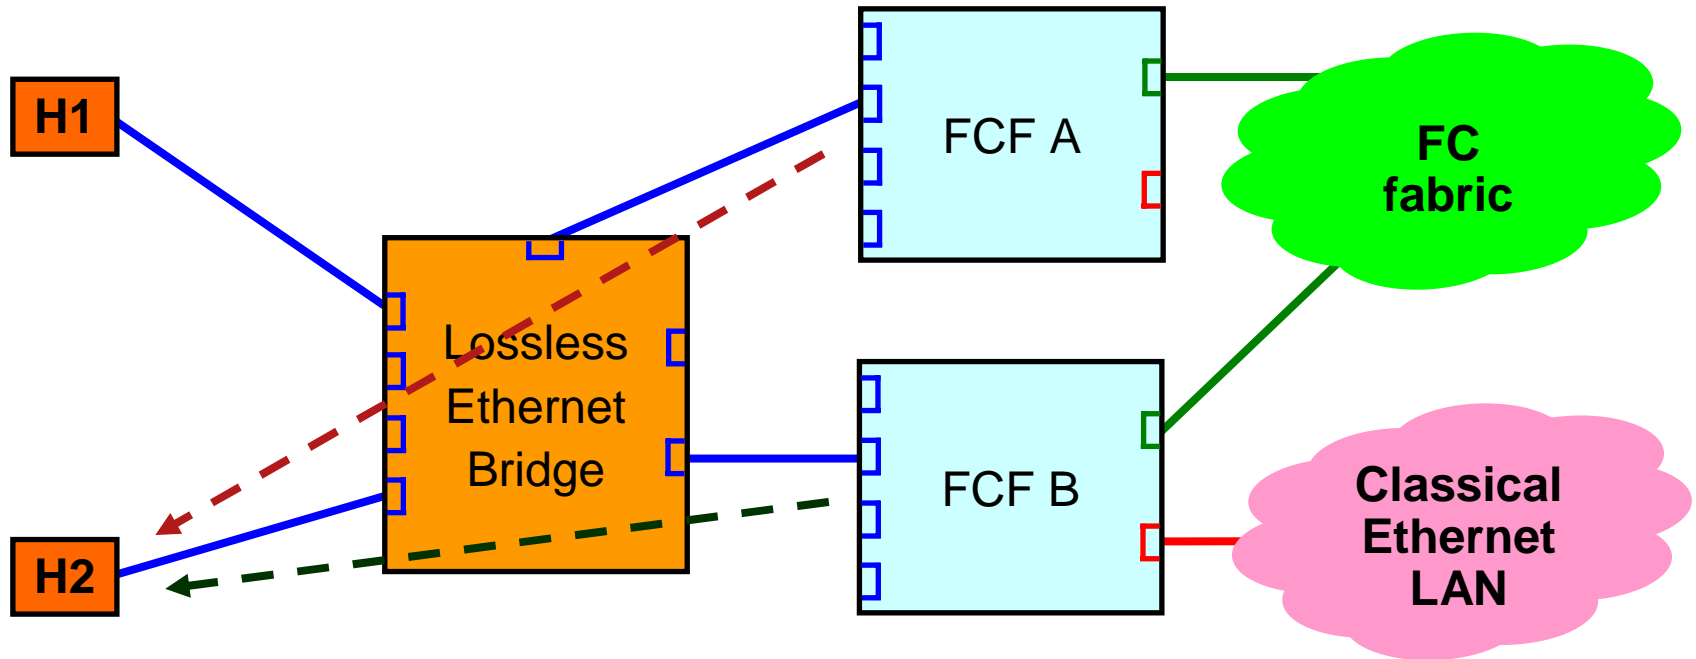 H1
FCF A
FC
fabric
Lossless
Ethernet
Bridge
H2
FCF B
Classical
Ethernet
LAN